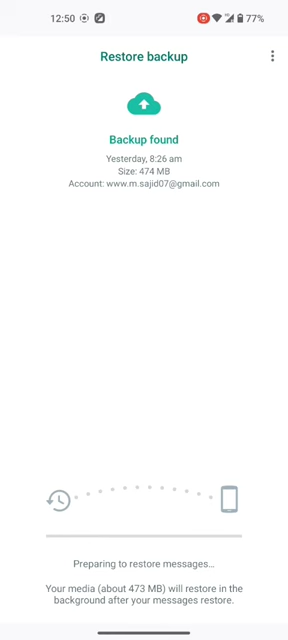 12:50
77%
Restore backup
Backup found
Yesterday, 8:26 am
Size: 474 MB
Account: www.m.sajid07@gmail.com
Preparing to restore messages...
Your media (about 473 MB) will restore in the
background after your messages restore.